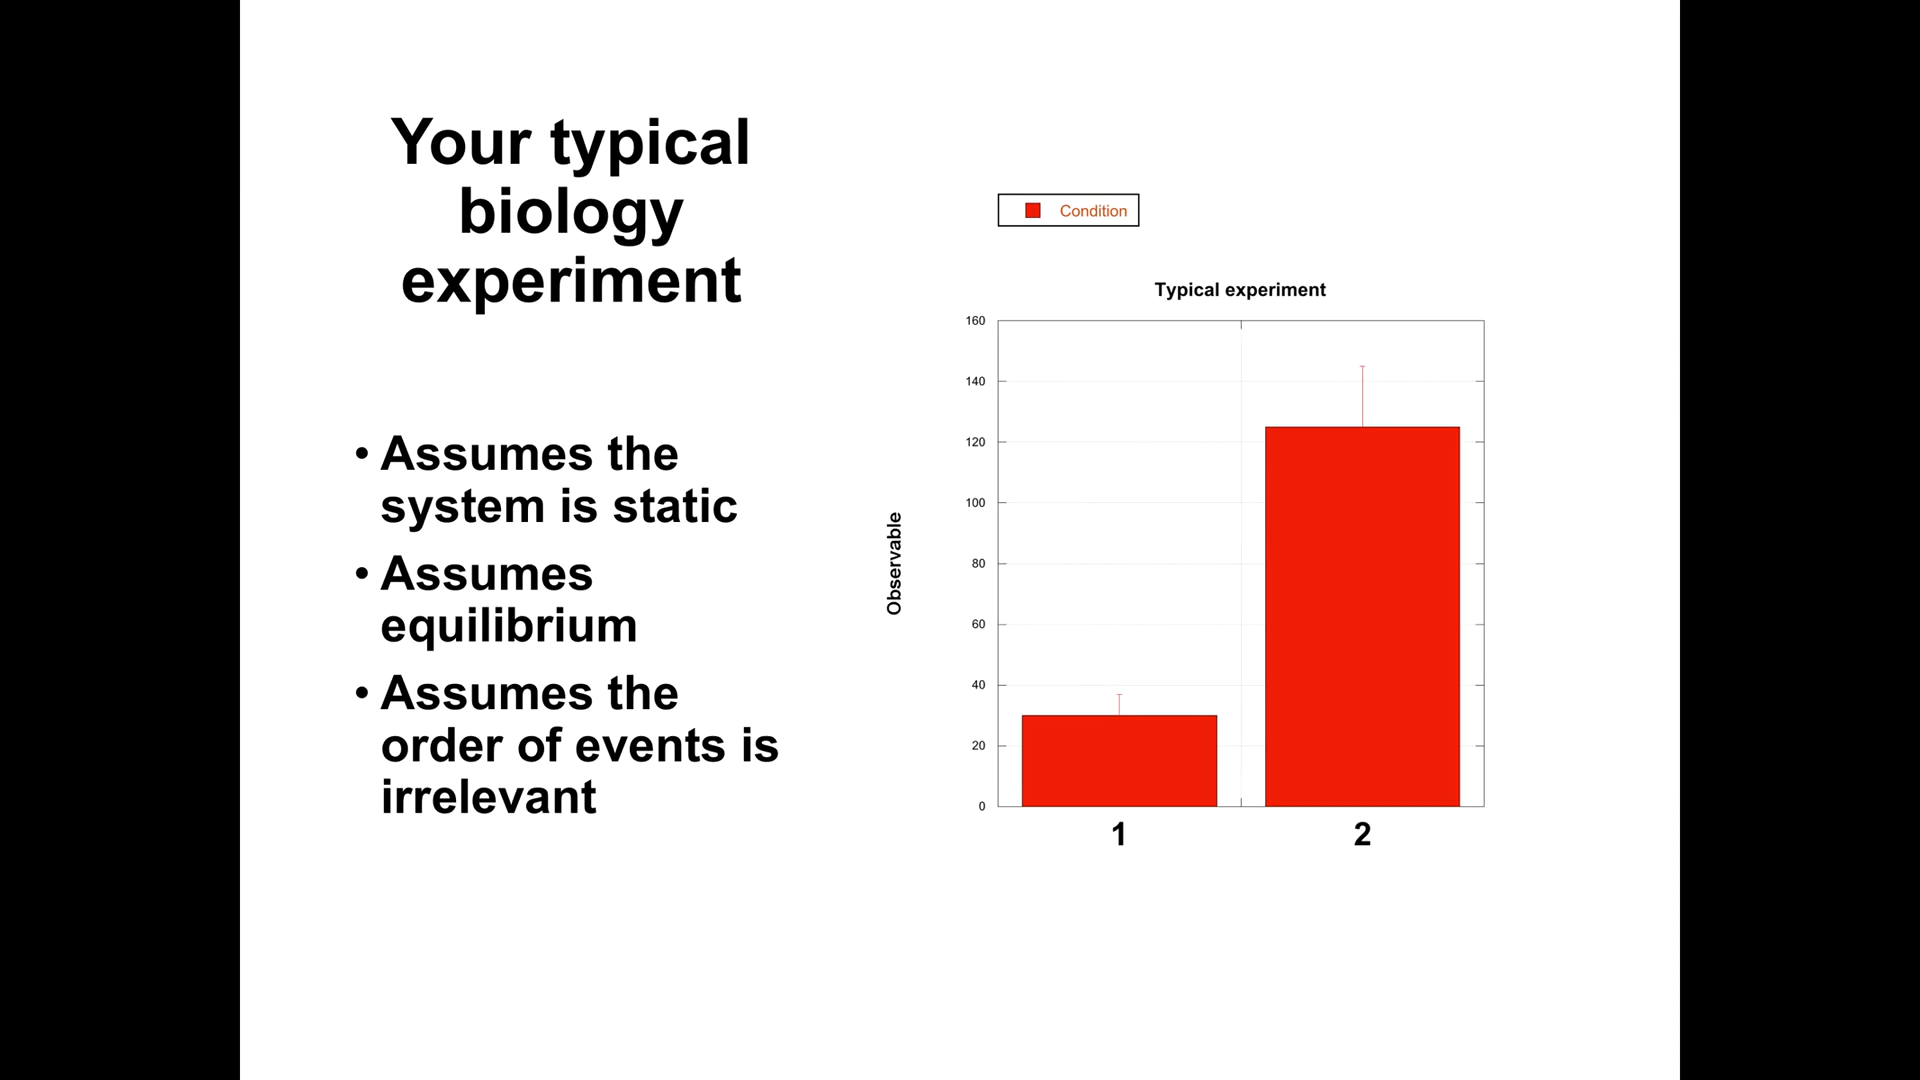 Your typical
biology
experiment
• Assumes the
system is static
• Assumes
equilibrium
• Assumes the
order of events is
irrelevant
Condition
Typical experiment
160
140
120
100
80
60
40
20
0
Observable
1
2